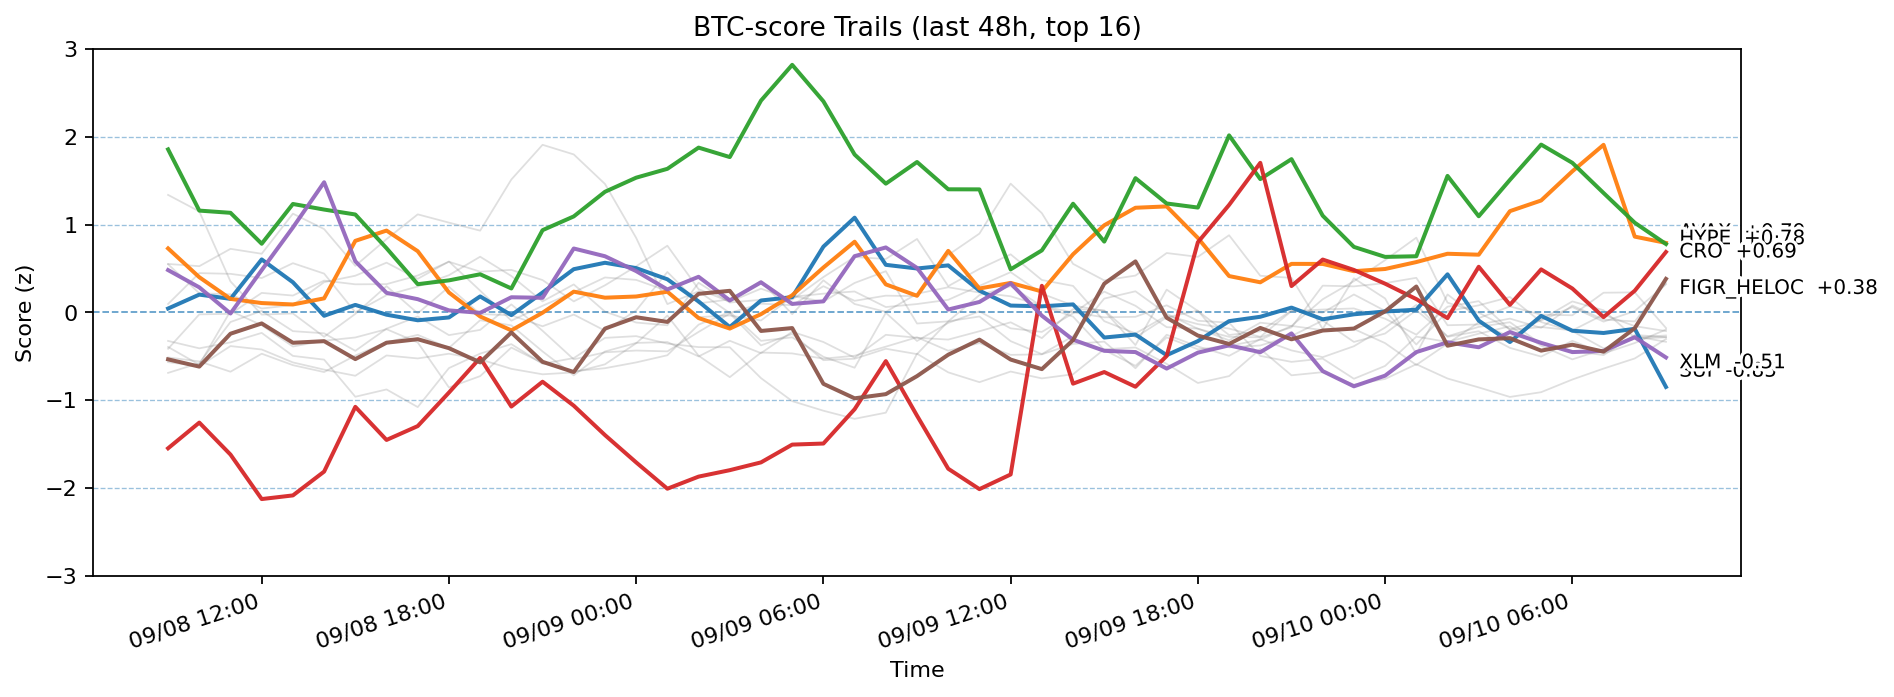 BTC-score Trails (last 48h, top 16)
Score (z)
3
2
1
0
−1
−2
−3
HYPE +0.78
CRO +0.69
FIGR_HELOC +0.38
XLM -0.51
09/08 12:00
09/08 18:00
09/09 00:00
09/09 06:00
09/09 12:00
09/09 18:00
09/10 00:00
09/10 06:00
Time